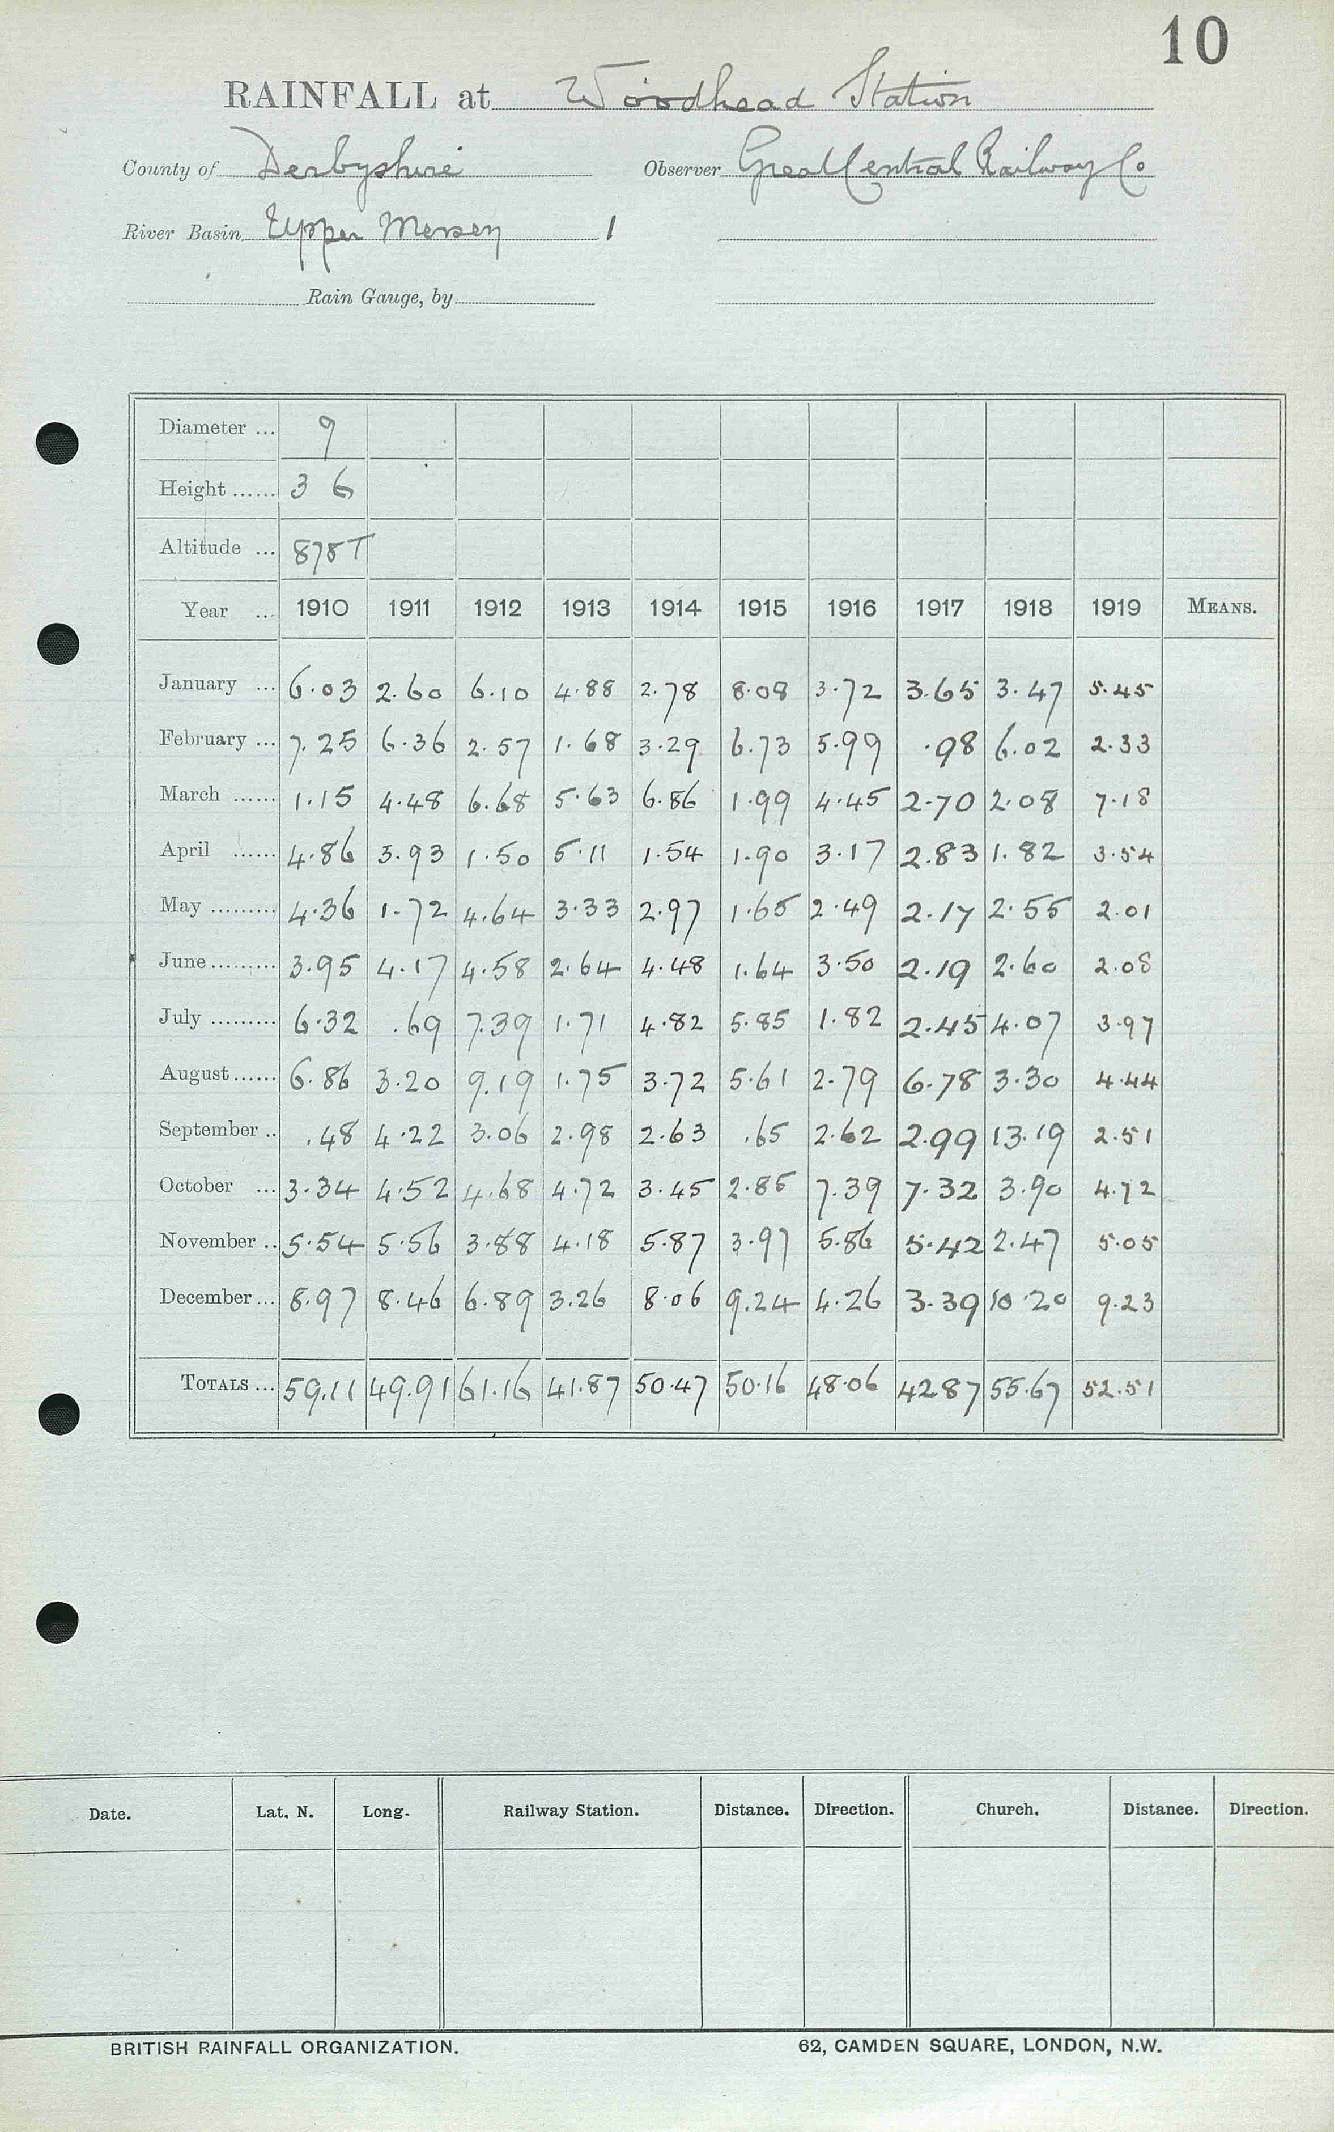 10
RAINFALL at Woodhead Station
County of Derbyshire Observer Great Central Railway Co
River Basin Upper Mersey 1
Rain Gauge, by
Diameter ... 9
Height ...... 3 6
Altitude ... 878T
Year ... 1910 1911 1912 1913 1914 1915 1916 1917 1918 1919 MEANS.
January ... 6.03 2.60 6.10 4.88 2.78 8.08 3.72 3.65 3.47 5.45
February ... 7.25 6.36 2.57 1.68 3.29 6.73 5.99 .98 6.02 2.33
March ...... 1.15 4.48 6.68 5.63 6.86 1.99 4.45 2.70 2.08 7.18
April ...... 4.86 3.93 1.50 5.11 1.54 1.90 3.17 2.83 1.82 3.54
May ......... 4.36 1.72 4.64 3.33 2.97 1.65 2.49 2.17 2.55 2.01
June ......... 3.95 4.17 4.58 2.64 4.48 1.64 3.50 2.19 2.60 2.08
July ......... 6.32 .69 7.39 1.71 4.82 5.85 1.82 2.45 4.07 3.97
August ...... 6.86 3.20 9.19 1.75 3.72 5.61 2.79 6.78 3.30 4.44
September .. .48 4.22 3.06 2.98 2.63 .65 2.62 2.99 13.19 2.51
October ... 3.34 4.52 4.68 4.72 3.45 2.85 7.39 7.32 3.90 4.72
November .. 5.54 5.56 3.88 4.18 5.87 3.97 5.86 5.42 2.47 5.05
December ... 8.97 8.46 6.89 3.26 8.06 9.24 4.26 3.39 10.20 9.23
TOTALS ... 59.11 49.91 61.16 41.87 50.47 50.16 48.06 42.87 55.67 52.51
Date. Lat. N. Long. Railway Station. Distance. Direction. Church. Distance. Direction.
BRITISH RAINFALL ORGANIZATION. 62, CAMDEN SQUARE, LONDON, N.W.